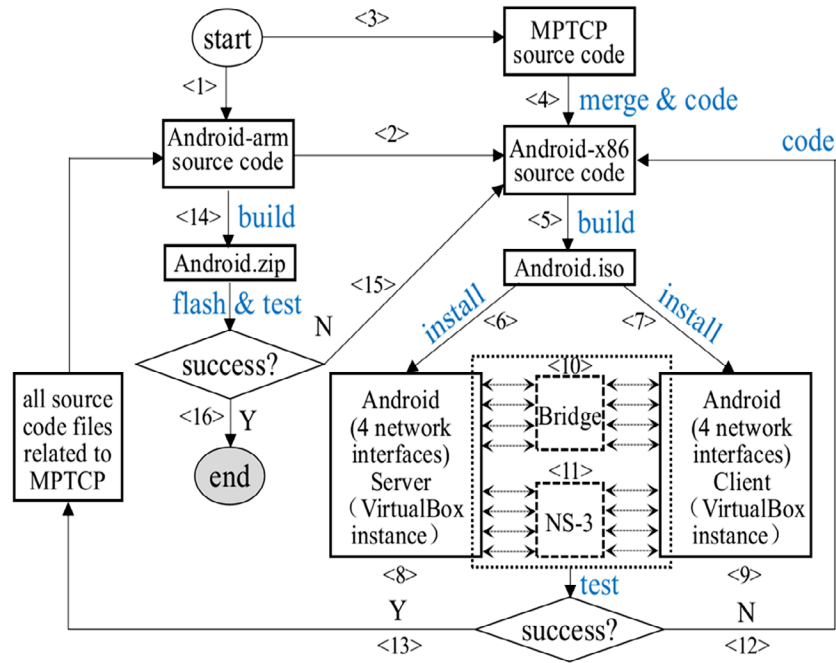 <3>
start
MPTCP
source code
<1>
<4>
merge & code
Android-arm
source code
<2>
Android-x86
source code
code
<14>
build
<5>
build
Android.zip
Android.iso
flash & test
<15>
install
<6>
<7>
install
N
success?
<10>
<16>
Y
all source
code files
related to
MPTCP
Android
(4 network
interfaces)
Server
(VirtualBox
instance)
Bridge
<11>
NS-3
Android
(4 network
interfaces)
Client
(VirtualBox
instance)
end
<8>
<9>
test
Y
N
success?
<13>
<12>